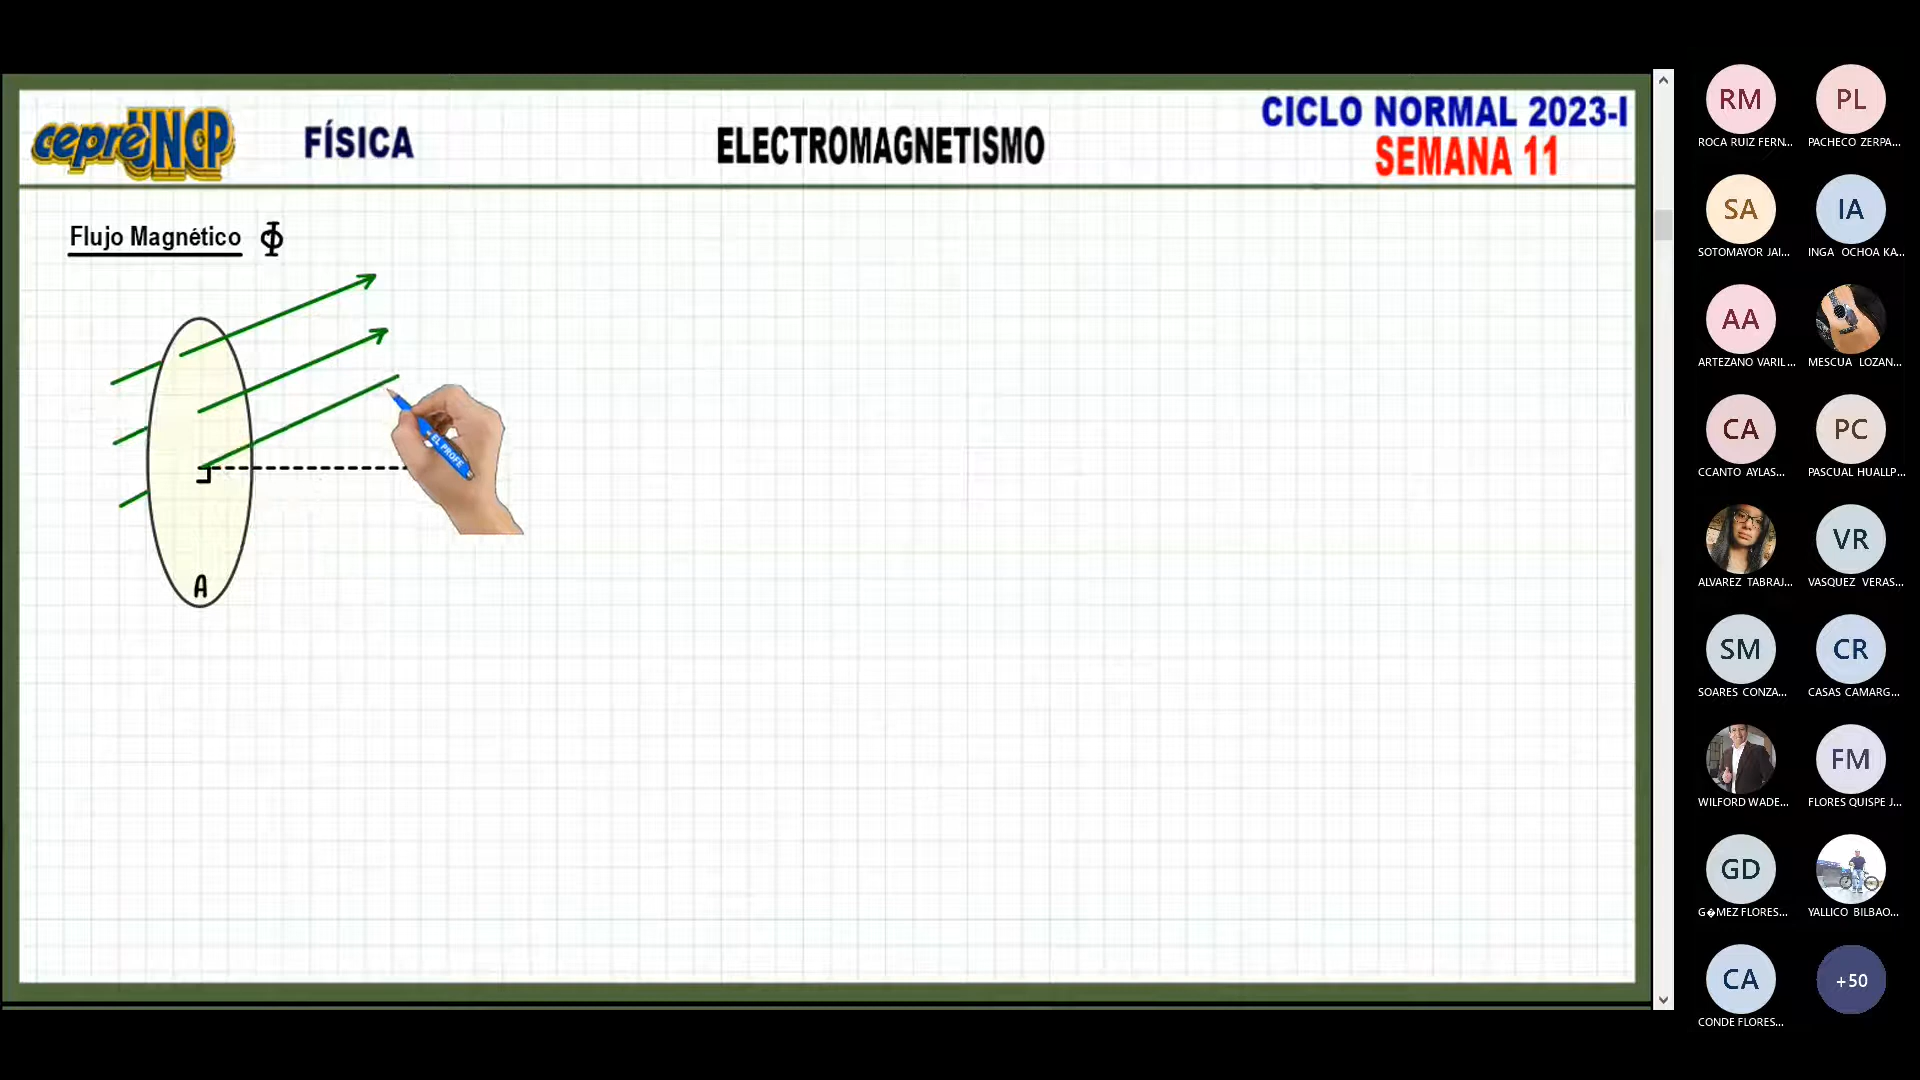 cepreUNCP
FÍSICA
ELECTROMAGNETISMO
CICLO NORMAL 2023-I
SEMANA 11
Flujo Magnético Φ
A
EL PROFE
RM
ROCA RUIZ FERN...
PL
PACHECO ZERPA...
SA
SOTOMAYOR JAI...
IA
INGA OCHOA KA...
AA
ARTEZANO VARIL...
MESCUA LOZAN...
CA
CCANTO AYLAS...
PC
PASCUAL HUALLP...
ALVAREZ TABRAJ...
VR
VASQUEZ VERAS...
SM
SOARES CONZA...
CR
CASAS CAMARG...
WILFORD WADE...
FM
FLORES QUISPE J...
GD
G�MEZ FLORES...
YALLICO BILBAO...
CA
CONDE FLORES...
+50